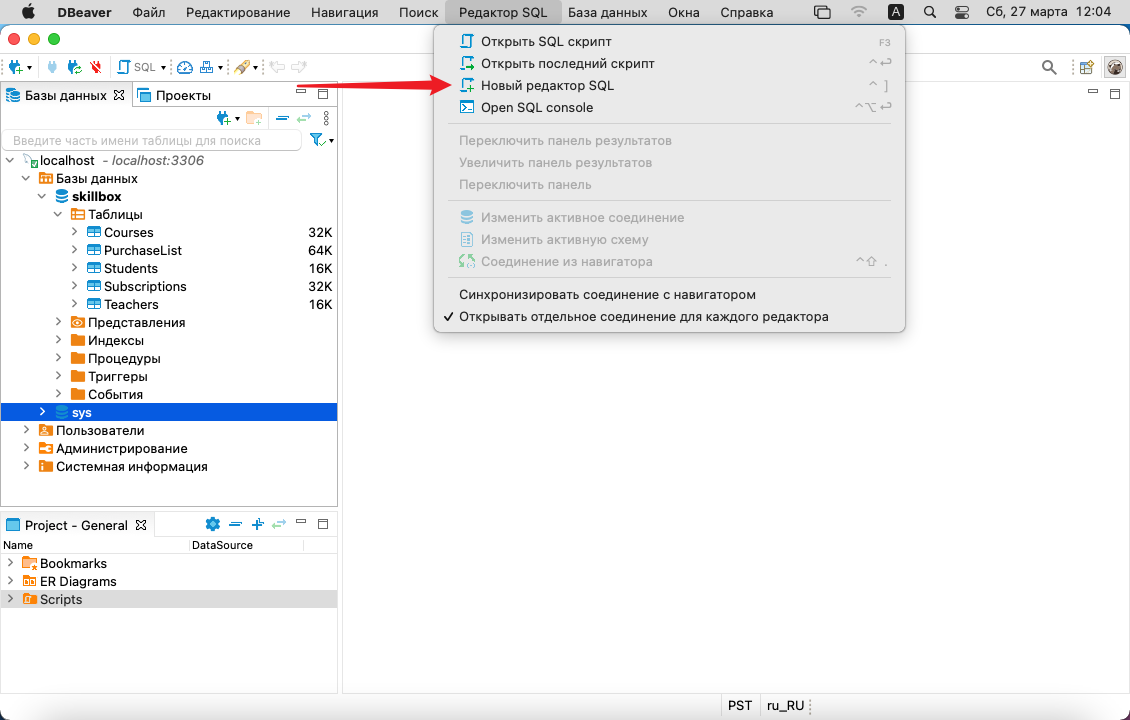 DBeaver Файл Редактирование Навигация Поиск Редактор SQL База данных Окна Справка A Сб, 27 марта 12:04
Открыть SQL скрипт F3
Открыть последний скрипт ^↩
Новый редактор SQL ^ ]
Open SQL console ^⌥↩
Переключить панель результатов
Увеличить панель результатов
Переключить панель
Изменить активное соединение
Изменить активную схему
Соединение из навигатора ^⇧ .
Синхронизировать соединение с навигатором
✓ Открывать отдельное соединение для каждого редактора
SQL
Базы данных Проекты
Введите часть имени таблицы для поиска
localhost - localhost:3306
Базы данных
skillbox
Таблицы
Courses 32K
PurchaseList 64K
Students 16K
Subscriptions 32K
Teachers 16K
Представления
Индексы
Процедуры
Триггеры
События
sys
Пользователи
Администрирование
Системная информация
Project - General
Name DataSource
Bookmarks
ER Diagrams
Scripts
PST ru_RU